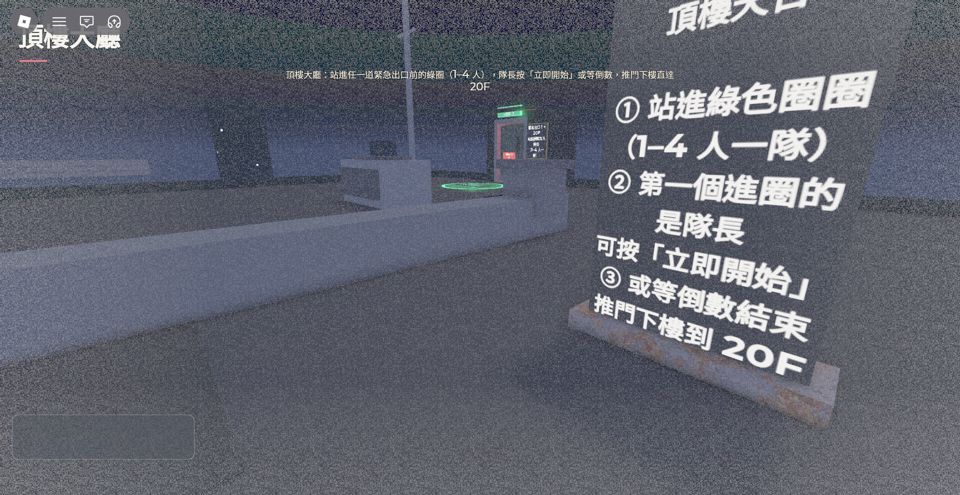 頂樓大廳
頂樓大廳：站進任一道緊急出口前的綠圈（1–4 人），隊長按「立即開始」或等倒數，推門下樓直達
20F
頂樓大
① 站進綠色圈圈
（1–4 人一隊）
② 第一個進圈的
是隊長
可按「立即開始」
③ 或等倒數結束
推門下樓到 20F